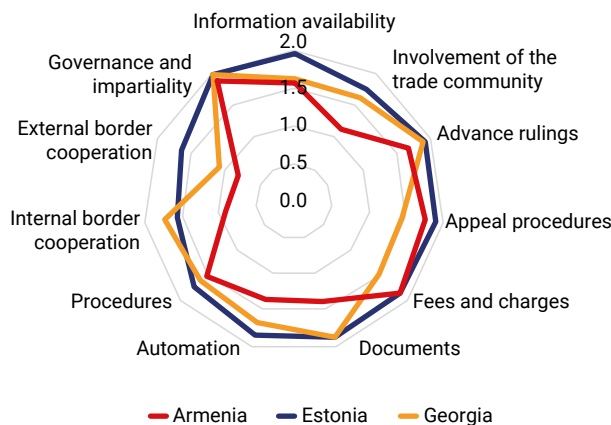 Information availability
2.0
Governance and
impartiality
Involvement of the
trade community
1.5
External border
cooperation
1.0
Advance rulings
0.5
0.0
Internal border
cooperation
Appeal procedures
Procedures
Fees and charges
Automation
Documents
Armenia
Estonia
Georgia